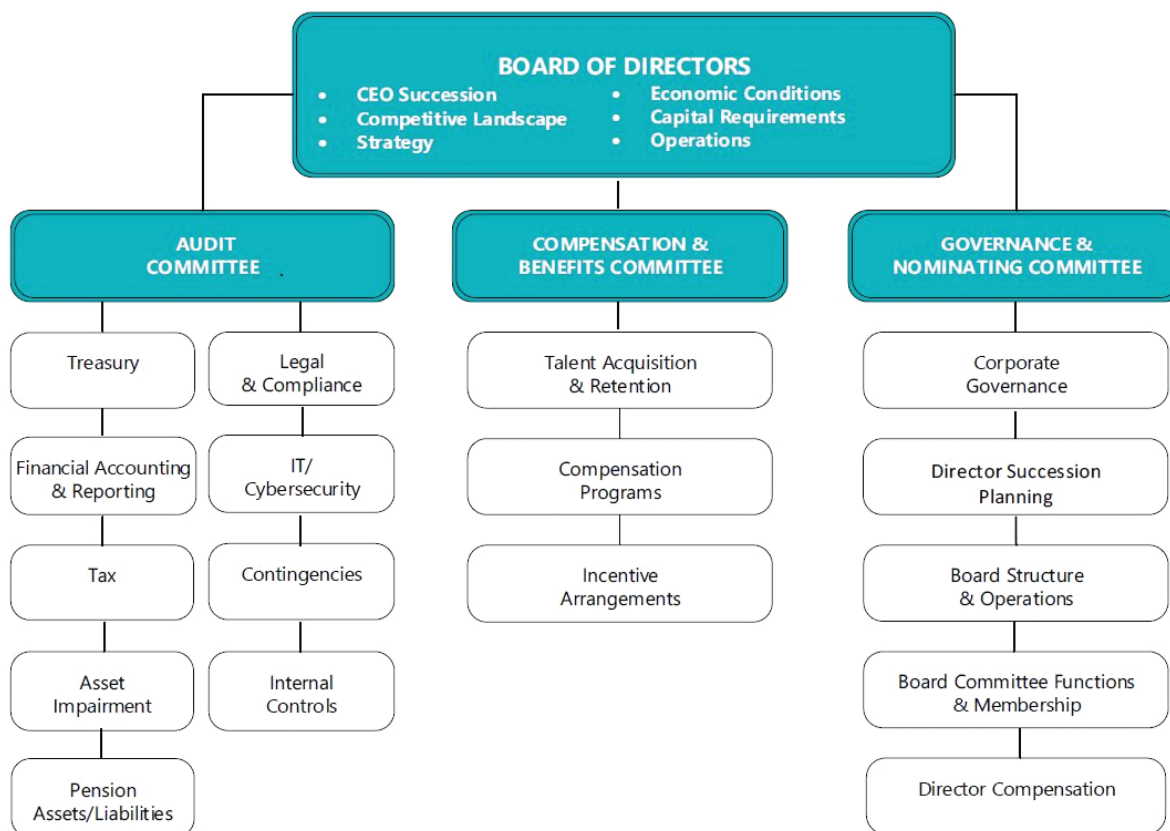 BOARD OF DIRECTORS
• CEO Succession
• Competitive Landscape
• Strategy
• Economic Conditions
• Capital Requirements
• Operations
AUDIT
COMMITTEE .
Treasury
Financial Accounting
& Reporting
Tax
Asset
Impairment
Pension
Assets/Liabilities
Legal
& Compliance
IT/
Cybersecurity
Contingencies
Internal
Controls
COMPENSATION &
BENEFITS COMMITTEE
Talent Acquisition
& Retention
Compensation
Programs
Incentive
Arrangements
GOVERNANCE &
NOMINATING COMMITTEE
Corporate
Governance
Director Succession
Planning
Board Structure
& Operations
Board Committee Functions
& Membership
Director Compensation